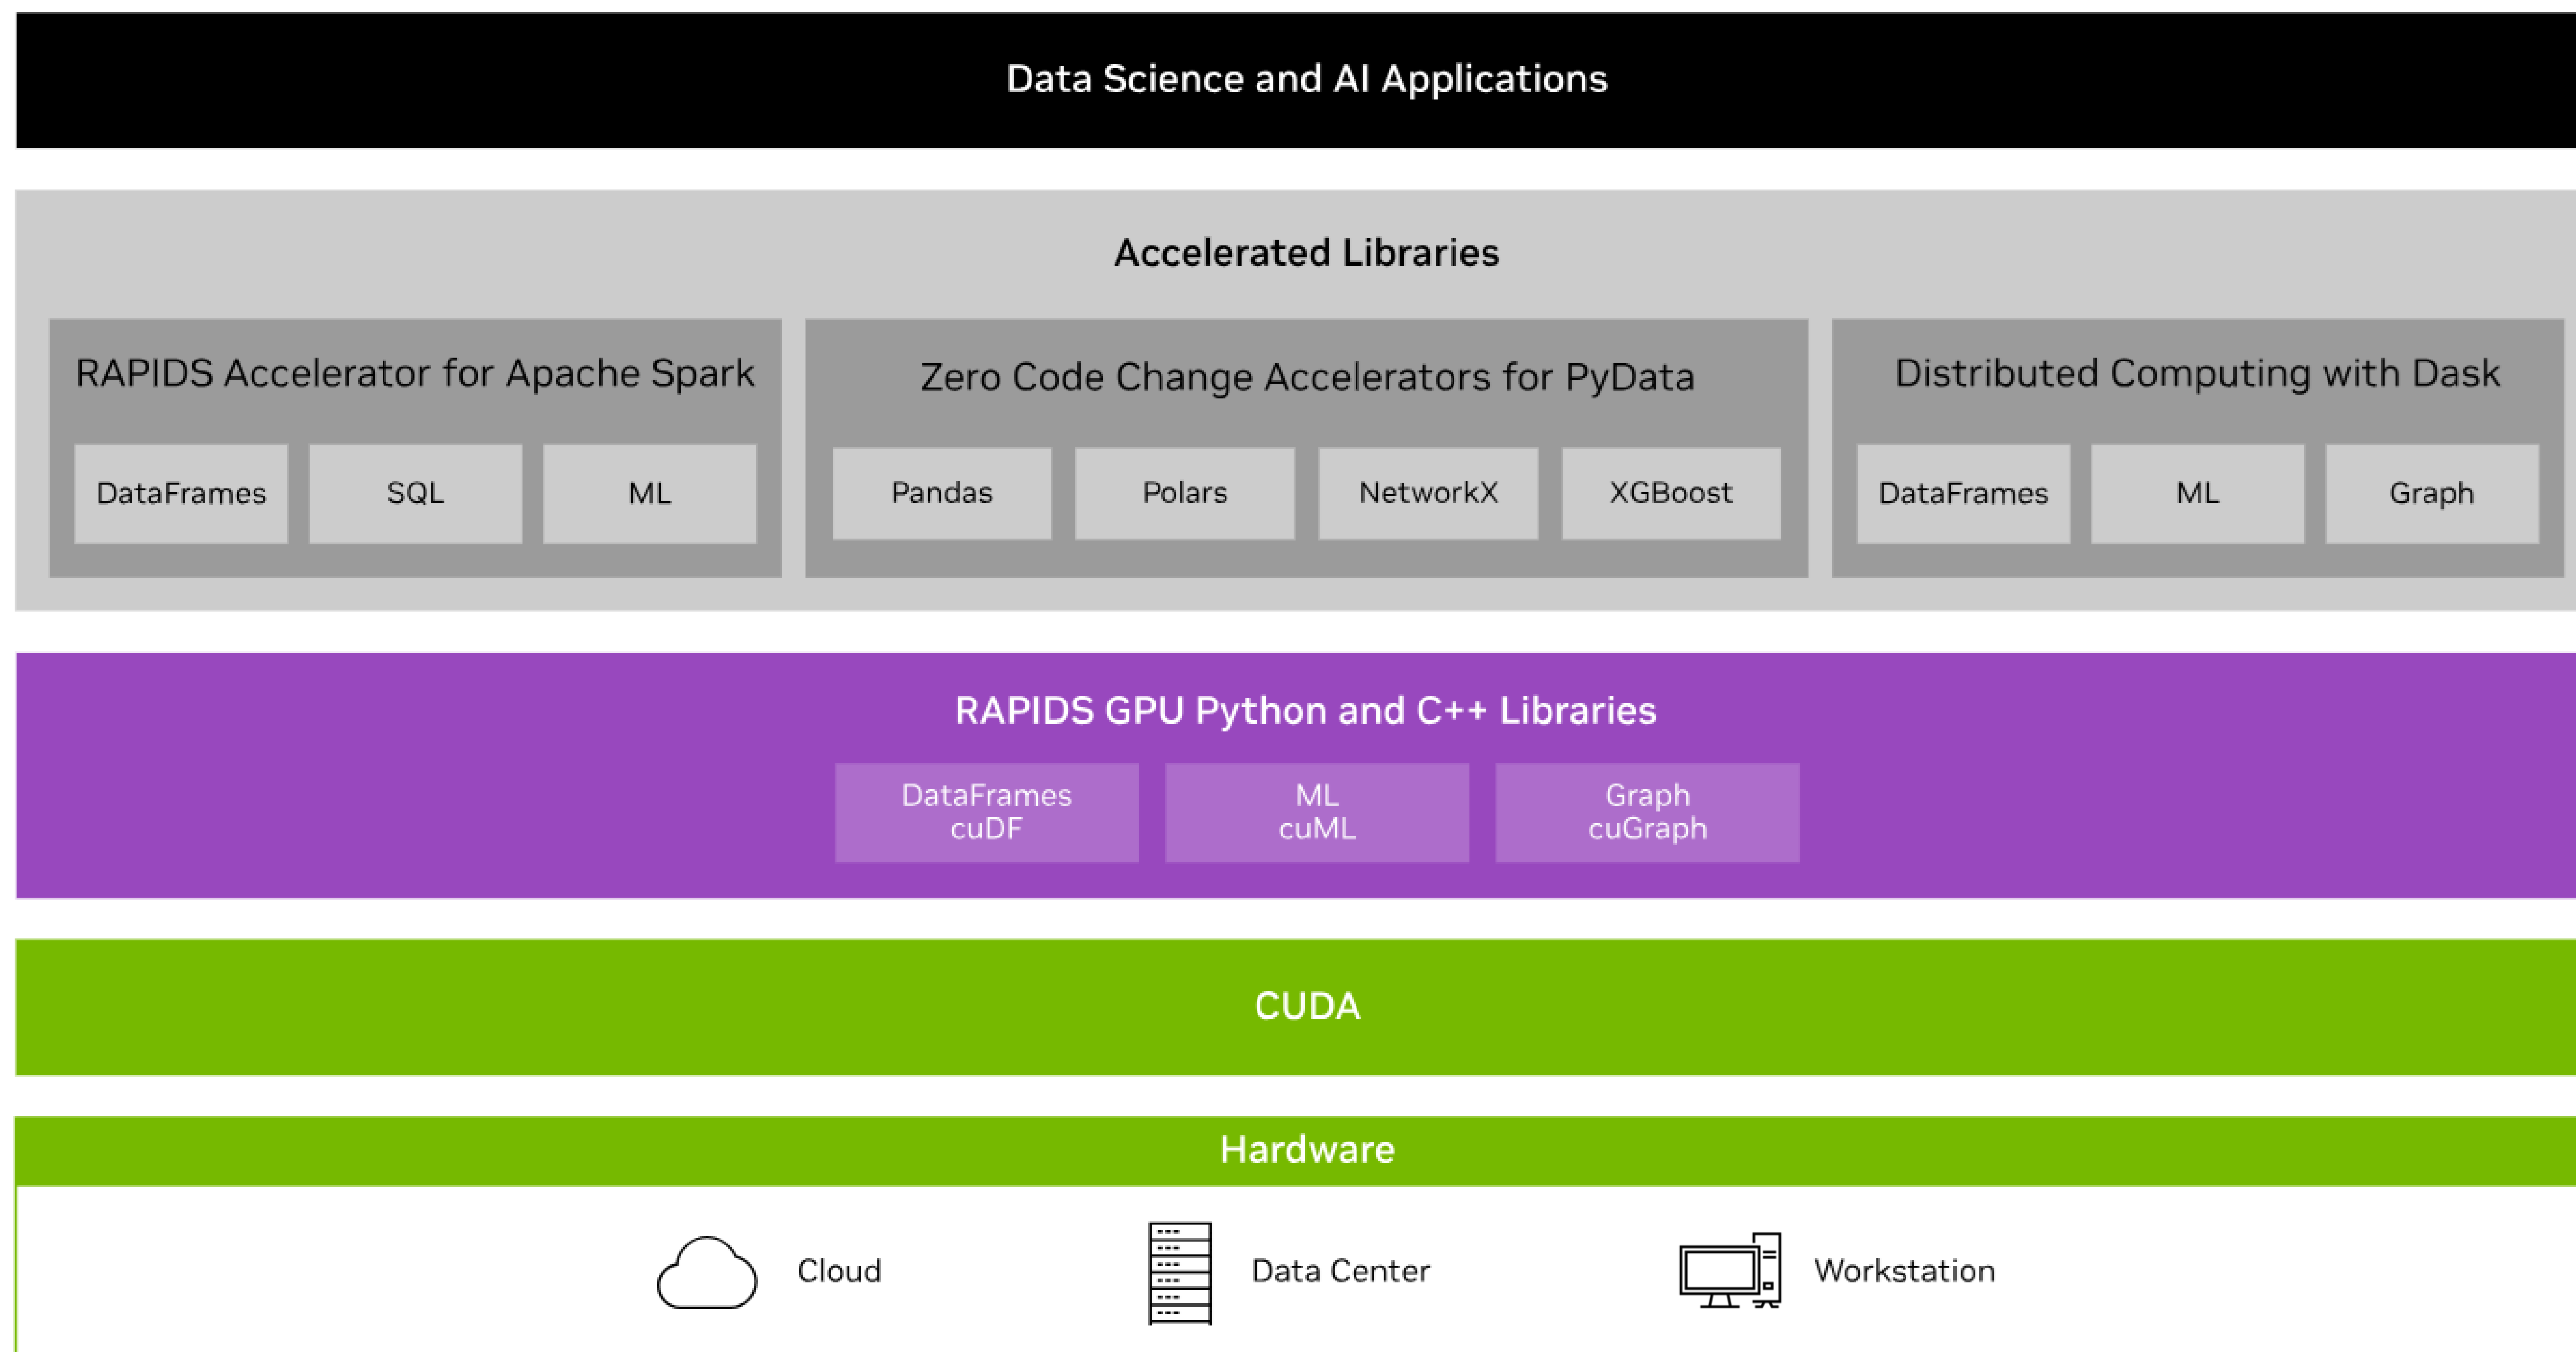 Data Science and AI Applications
Accelerated Libraries
RAPIDS Accelerator for Apache Spark
DataFrames
SQL
ML
Zero Code Change Accelerators for PyData
Pandas
Polars
NetworkX
XGBoost
Distributed Computing with Dask
DataFrames
ML
Graph
RAPIDS GPU Python and C++ Libraries
DataFrames
cuDF
ML
cuML
Graph
cuGraph
CUDA
Hardware
Cloud
Data Center
Workstation